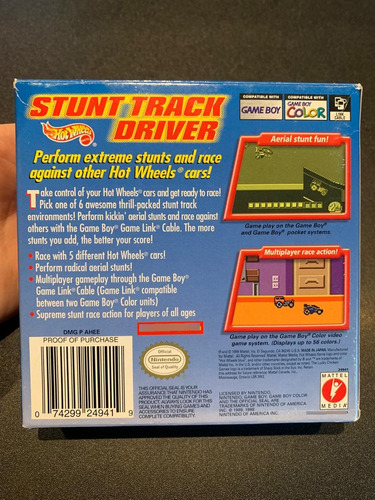 STUNT TRACK
DRIVER
Hot Wheels
COMPATIBLE WITH
GAME BOY
COMPATIBLE WITH
GAME BOY
COLOR
LINK
CABLE
Perform extreme stunts and race
against other Hot Wheels® cars!
Take control of your Hot Wheels® cars and get ready to race!
Pick one of 6 awesome thrill-packed stunt track
environments! Perform kickin' aerial stunts and race against
others with the Game Boy® Game Link® Cable. The more
stunts you add, the better your score!
• Race with 5 different Hot Wheels® cars!
• Perform radical aerial stunts!
• Multiplayer gameplay through the Game Boy®
Game Link® Cable (Game Link® compatible
between two Game Boy® Color units)
• Supreme stunt race action for players of all ages
Aerial stunt fun!
Game play on the Game Boy®
and Game Boy® pocket systems.
Multiplayer race action!
Game play on the Game Boy® Color video
game system. (Displays up to 56 colors.)
DMG P AHEE
PROOF OF PURCHASE
0 74299 24941 9
Official
Nintendo
Seal of Quality
THIS OFFICIAL SEAL IS YOUR
ASSURANCE THAT NINTENDO HAS
APPROVED THE QUALITY OF
THIS PRODUCT. ALWAYS LOOK FOR THIS
SEAL WHEN BUYING GAMES AND
ACCESSORIES TO ENSURE
COMPLETE COMPATIBILITY.
24941
LICENSED BY NINTENDO.
NINTENDO, GAME BOY, GAME BOY COLOR
AND THE OFFICIAL SEAL ARE
TRADEMARKS OF NINTENDO OF AMERICA
INC. © 1989, 1998
NINTENDO OF AMERICA INC.
MATTEL
MEDIA